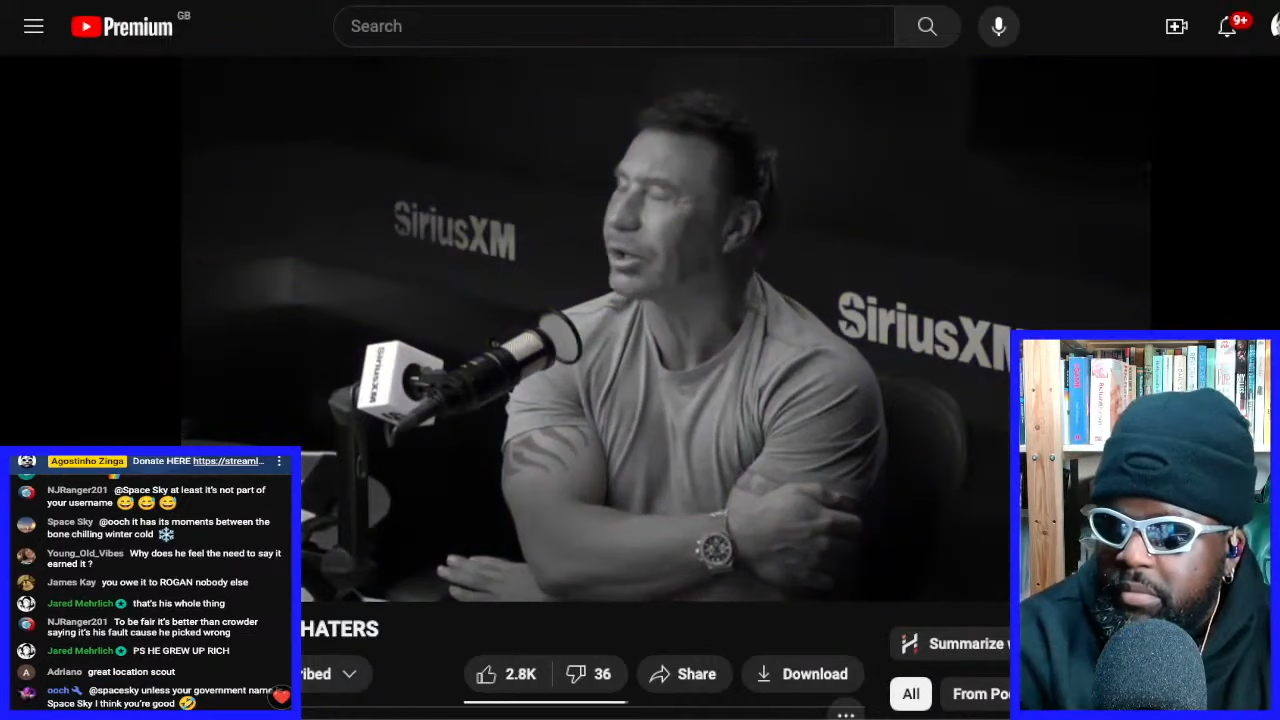 Premium
GB
Search
9+
SiriusXM
SiriusXM
SiriusXM
HATERS
2.8K
36
Share
Download
Summarize
All
From
Agostinho Zinga Donate HERE https://streaml...
NJRanger201 @Space Sky at least it's not part of
your username 😅 😅 😅
Space Sky @ooch it has its moments between the
bone chilling winter cold ❄️
Young_Old_Vibes Why does he feel the need to say it
earned it ?
James Kay you owe it to ROGAN nobody else
Jared Mehrlich that's his whole thing
NJRanger201 To be fair it's better than crowder
saying it's his fault cause he picked wrong
Jared Mehrlich PS HE GREW UP RICH
Adriano great location scout
ooch @spacesky unless your government name
Space Sky I think you're good 🤣